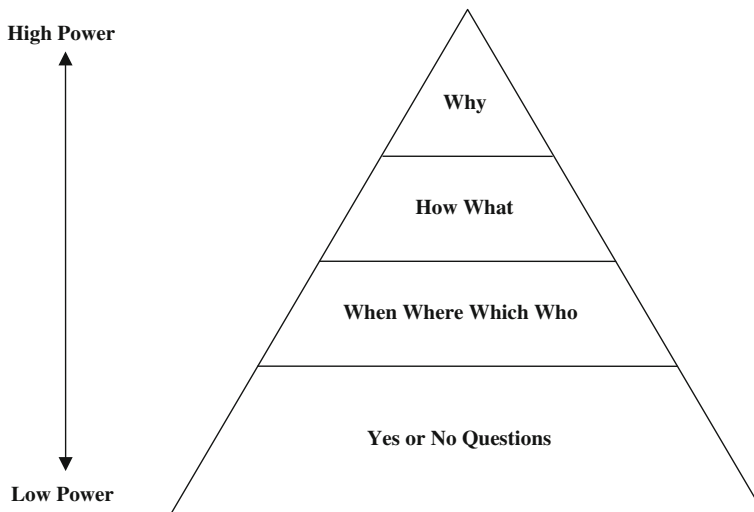 High Power
Why
How What
When Where Which Who
Yes or No Questions
Low Power